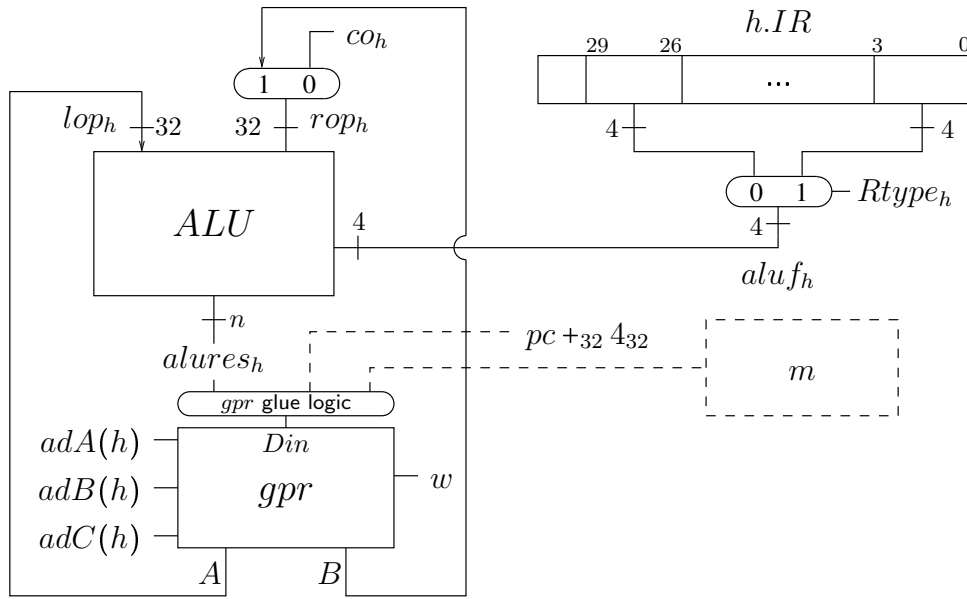 h.IR
29 26 3 0
...
co_h
1 0
lop_h 32 32 rop_h
4 4
0 1 Rtype_h
ALU
4
4
aluf_h
n
alures_h
pc +_32 4_32
m
gpr glue logic
adA(h)
Din
adB(h)
gpr
w
adC(h)
A B